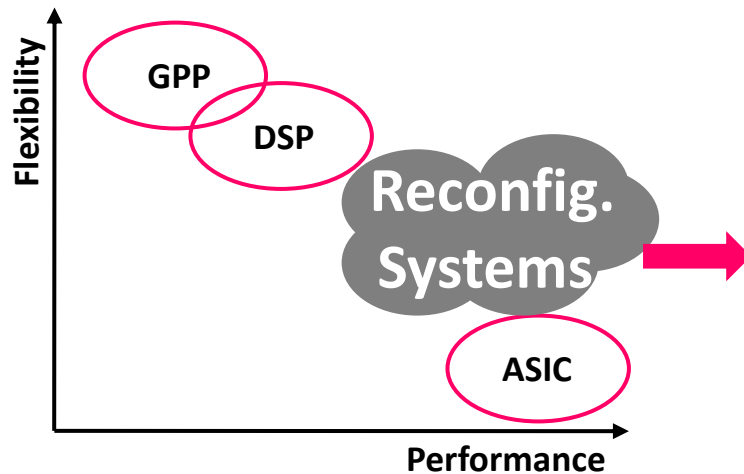 Flexibility
GPP
DSP
Reconfig.
Systems
ASIC
Performance